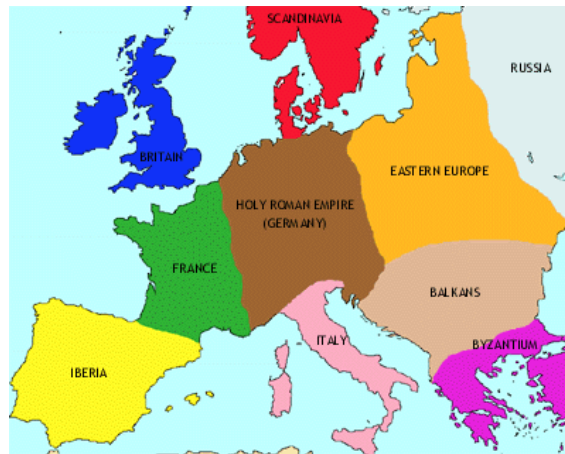 SCANDINAVIA
RUSSIA
BRITAIN
EASTERN EUROPE
HOLY ROMAN EMPIRE
(GERMANY)
FRANCE
BALKANS
ITALY
BYZANTIUM
IBERIA